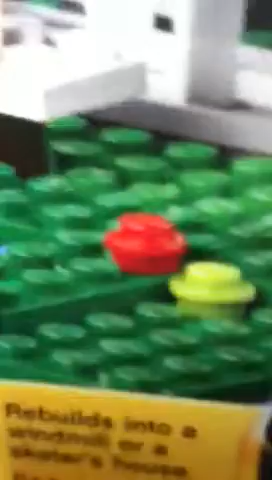 Rebuilds into a
windmill or a
skater's house